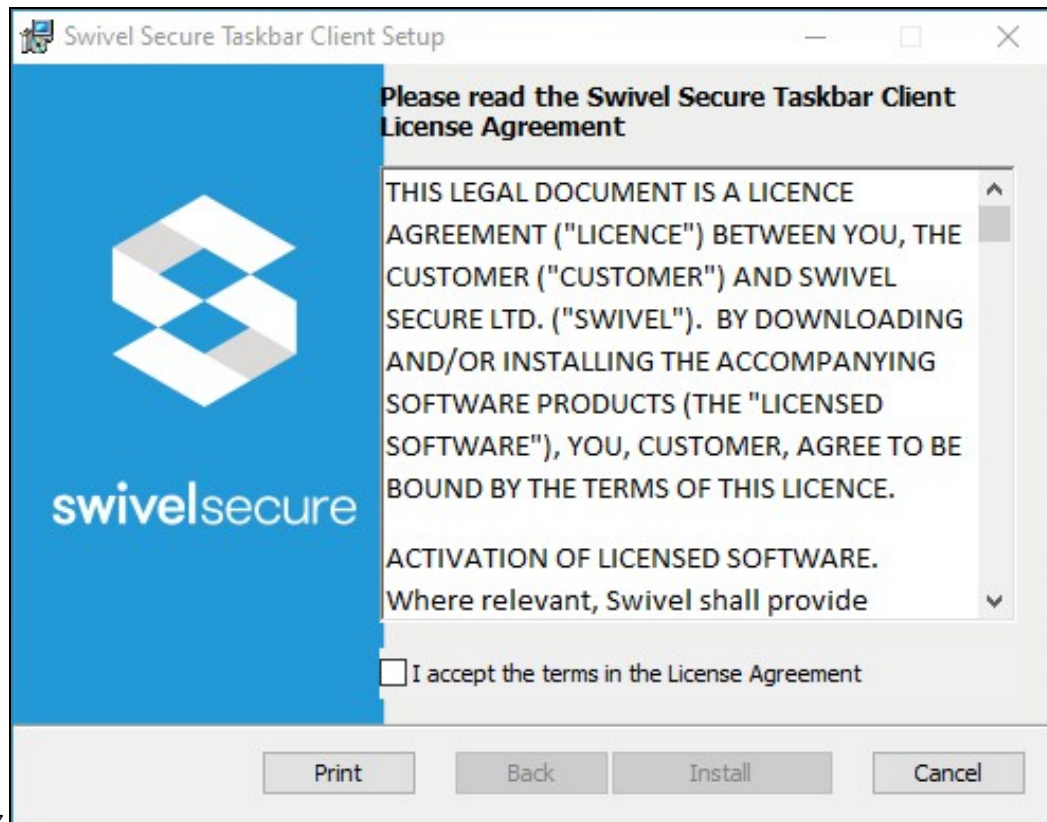 Swivel Secure Taskbar Client Setup
Please read the Swivel Secure Taskbar Client
License Agreement
THIS LEGAL DOCUMENT IS A LICENCE
AGREEMENT ("LICENCE") BETWEEN YOU, THE
CUSTOMER ("CUSTOMER") AND SWIVEL
SECURE LTD. ("SWIVEL"). BY DOWNLOADING
AND/OR INSTALLING THE ACCOMPANYING
SOFTWARE PRODUCTS (THE "LICENSED
SOFTWARE"), YOU, CUSTOMER, AGREE TO BE
BOUND BY THE TERMS OF THIS LICENCE.
ACTIVATION OF LICENSED SOFTWARE.
Where relevant, Swivel shall provide
swivelsecure
I accept the terms in the License Agreement
Print
Back
Install
Cancel